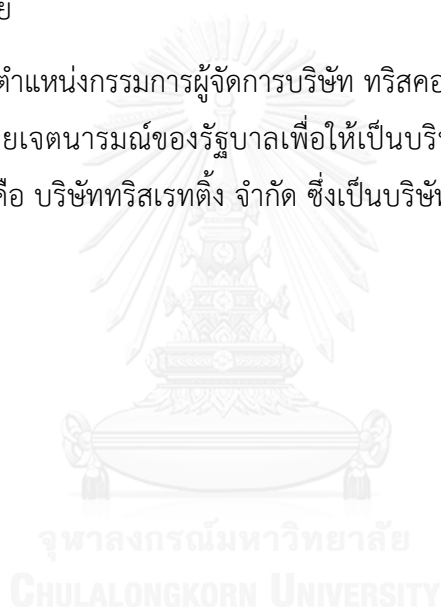 ย
ตำแหน่งกรรมการผู้จัดการบริษัท ทริสคอ
ยเจตนารมณ์ของรัฐบาลเพื่อให้เป็นบริษ
คือ บริษัททริสเรทติ้ง จำกัด ซึ่งเป็นบริษัท
จุฬาลงกรณ์มหาวิทยาลัย
CHULALONGKORN UNIVERSITY